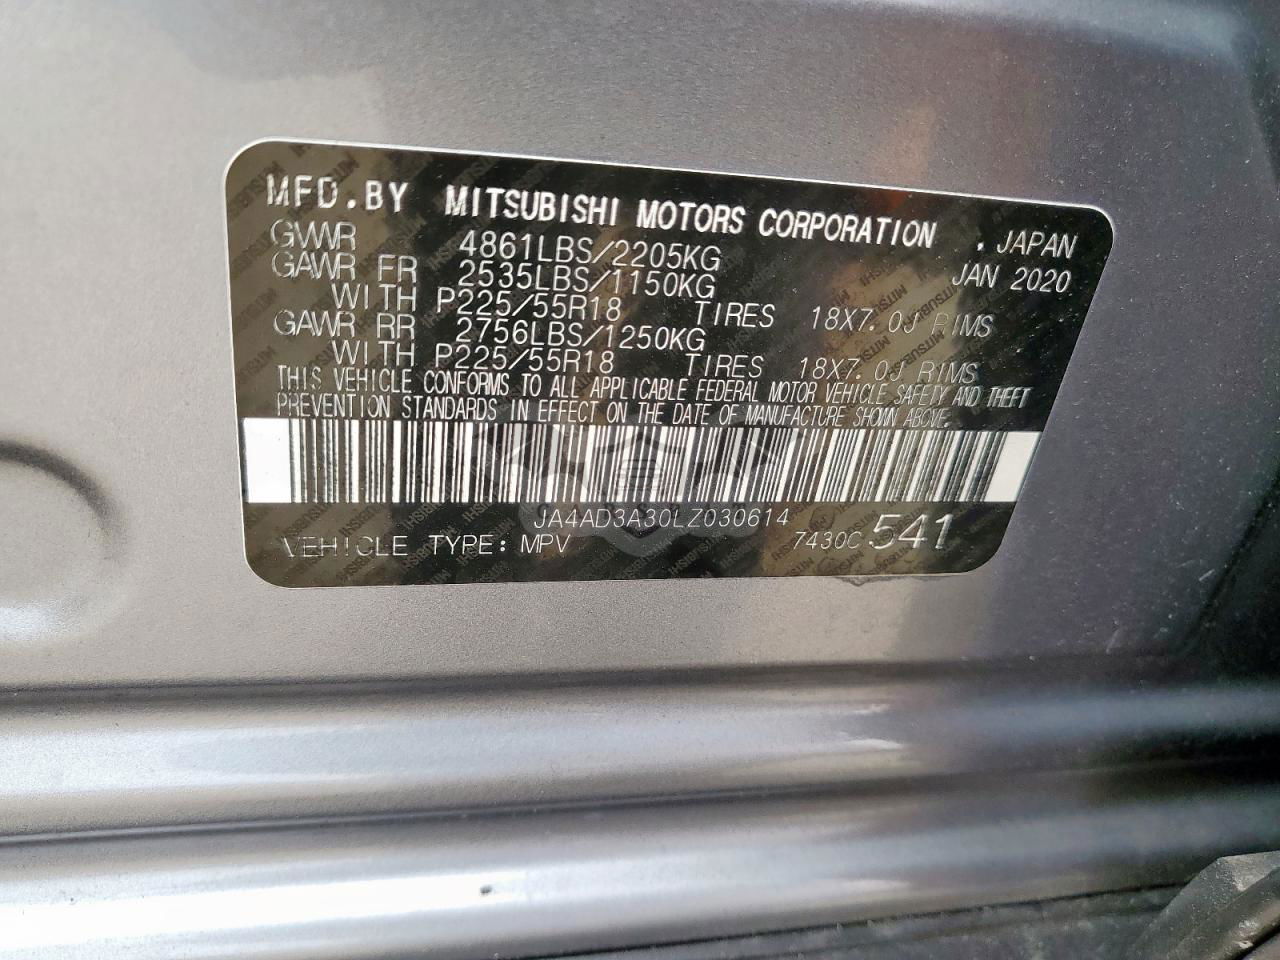 MFD.BY MITSUBISHI MOTORS CORPORATION . JAPAN
GVWR 4861LBS/2205KG JAN 2020
GAWR FR 2535LBS/1150KG
WITH P225/55R18 TIRES 18X7.0J RIMS
GAWR RR 2756LBS/1250KG
WITH P225/55R18 TIRES 18X7.0J RIMS
THIS VEHICLE CONFORMS TO ALL APPLICABLE FEDERAL MOTOR VEHICLE SAFETY AND THEFT
PREVENTION STANDARDS IN EFFECT ON THE DATE OF MANUFACTURE SHOWN ABOVE.
JA4AD3A30LZ030614
VEHICLE TYPE: MPV 7430C 541